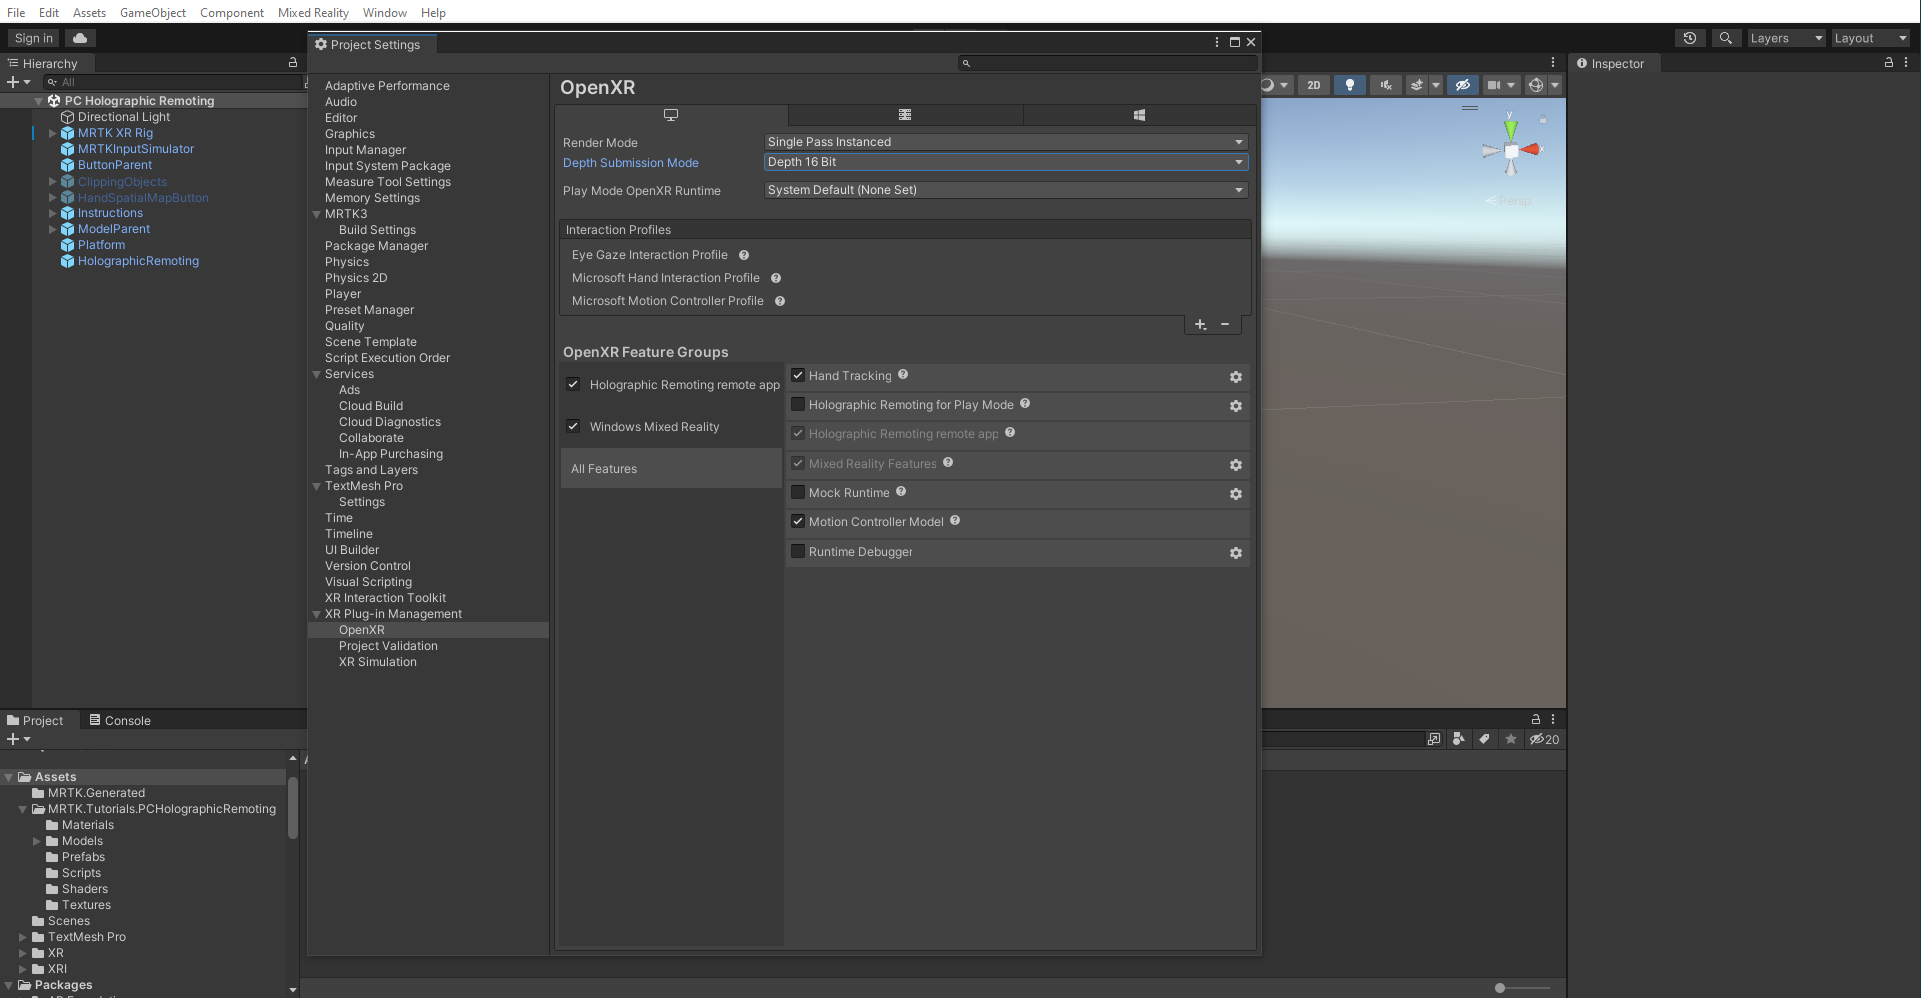 File Edit Assets GameObject Component Mixed Reality Window Help
Sign in
Layers
Layout
Hierarchy
All
PC Holographic Remoting
Directional Light
MRTK XR Rig
MRTKInputSimulator
ButtonParent
ClippingObjects
HandSpatialMapButton
Instructions
ModelParent
Platform
HolographicRemoting
Project Settings
Adaptive Performance
Audio
Editor
Graphics
Input Manager
Input System Package
Measure Tool Settings
Memory Settings
MRTK3
Build Settings
Package Manager
Physics
Physics 2D
Player
Preset Manager
Quality
Scene Template
Script Execution Order
Services
Ads
Cloud Build
Cloud Diagnostics
Collaborate
In-App Purchasing
Tags and Layers
TextMesh Pro
Settings
Time
Timeline
UI Builder
Version Control
Visual Scripting
XR Interaction Toolkit
XR Plug-in Management
OpenXR
Project Validation
XR Simulation
OpenXR
Render Mode Single Pass Instanced
Depth Submission Mode Depth 16 Bit
Play Mode OpenXR Runtime System Default (None Set)
Interaction Profiles
Eye Gaze Interaction Profile
Microsoft Hand Interaction Profile
Microsoft Motion Controller Profile
OpenXR Feature Groups
Holographic Remoting remote app
Windows Mixed Reality
All Features
Hand Tracking
Holographic Remoting for Play Mode
Holographic Remoting remote app
Mixed Reality Features
Mock Runtime
Motion Controller Model
Runtime Debugger
2D
y
x
Persp
Inspector
Project
Console
20
Assets
MRTK.Generated
MRTK.Tutorials.PCHolographicRemoting
Materials
Models
Prefabs
Scripts
Shaders
Textures
Scenes
TextMesh Pro
XR
XRI
Packages